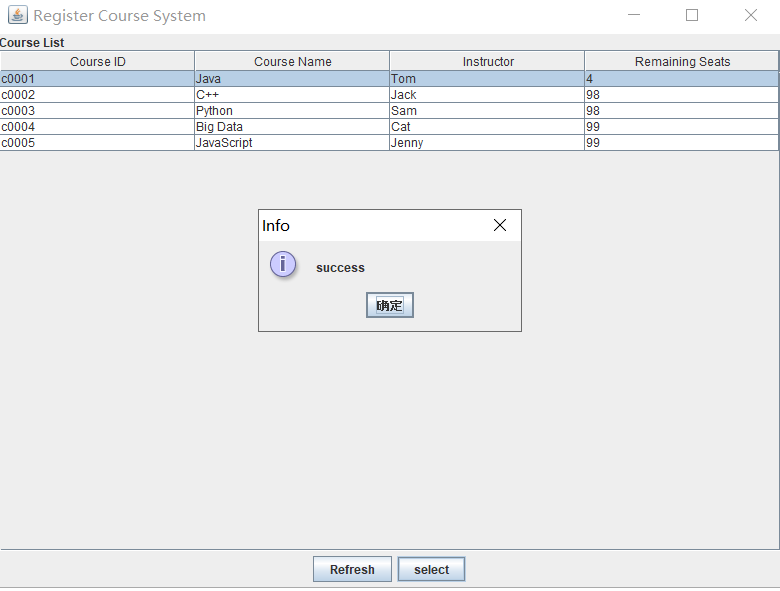 Register Course System
Course List
Course ID Course Name Instructor Remaining Seats
c0001 Java Tom 4
c0002 C++ Jack 98
c0003 Python Sam 98
c0004 Big Data Cat 99
c0005 JavaScript Jenny 99
Info
i success
确定
Refresh select